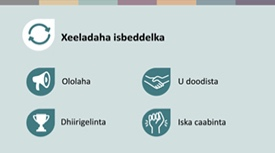 Xeeladaha isbeddelka
Ololaha
U doodista
Dhiirigelinta
Iska caabinta